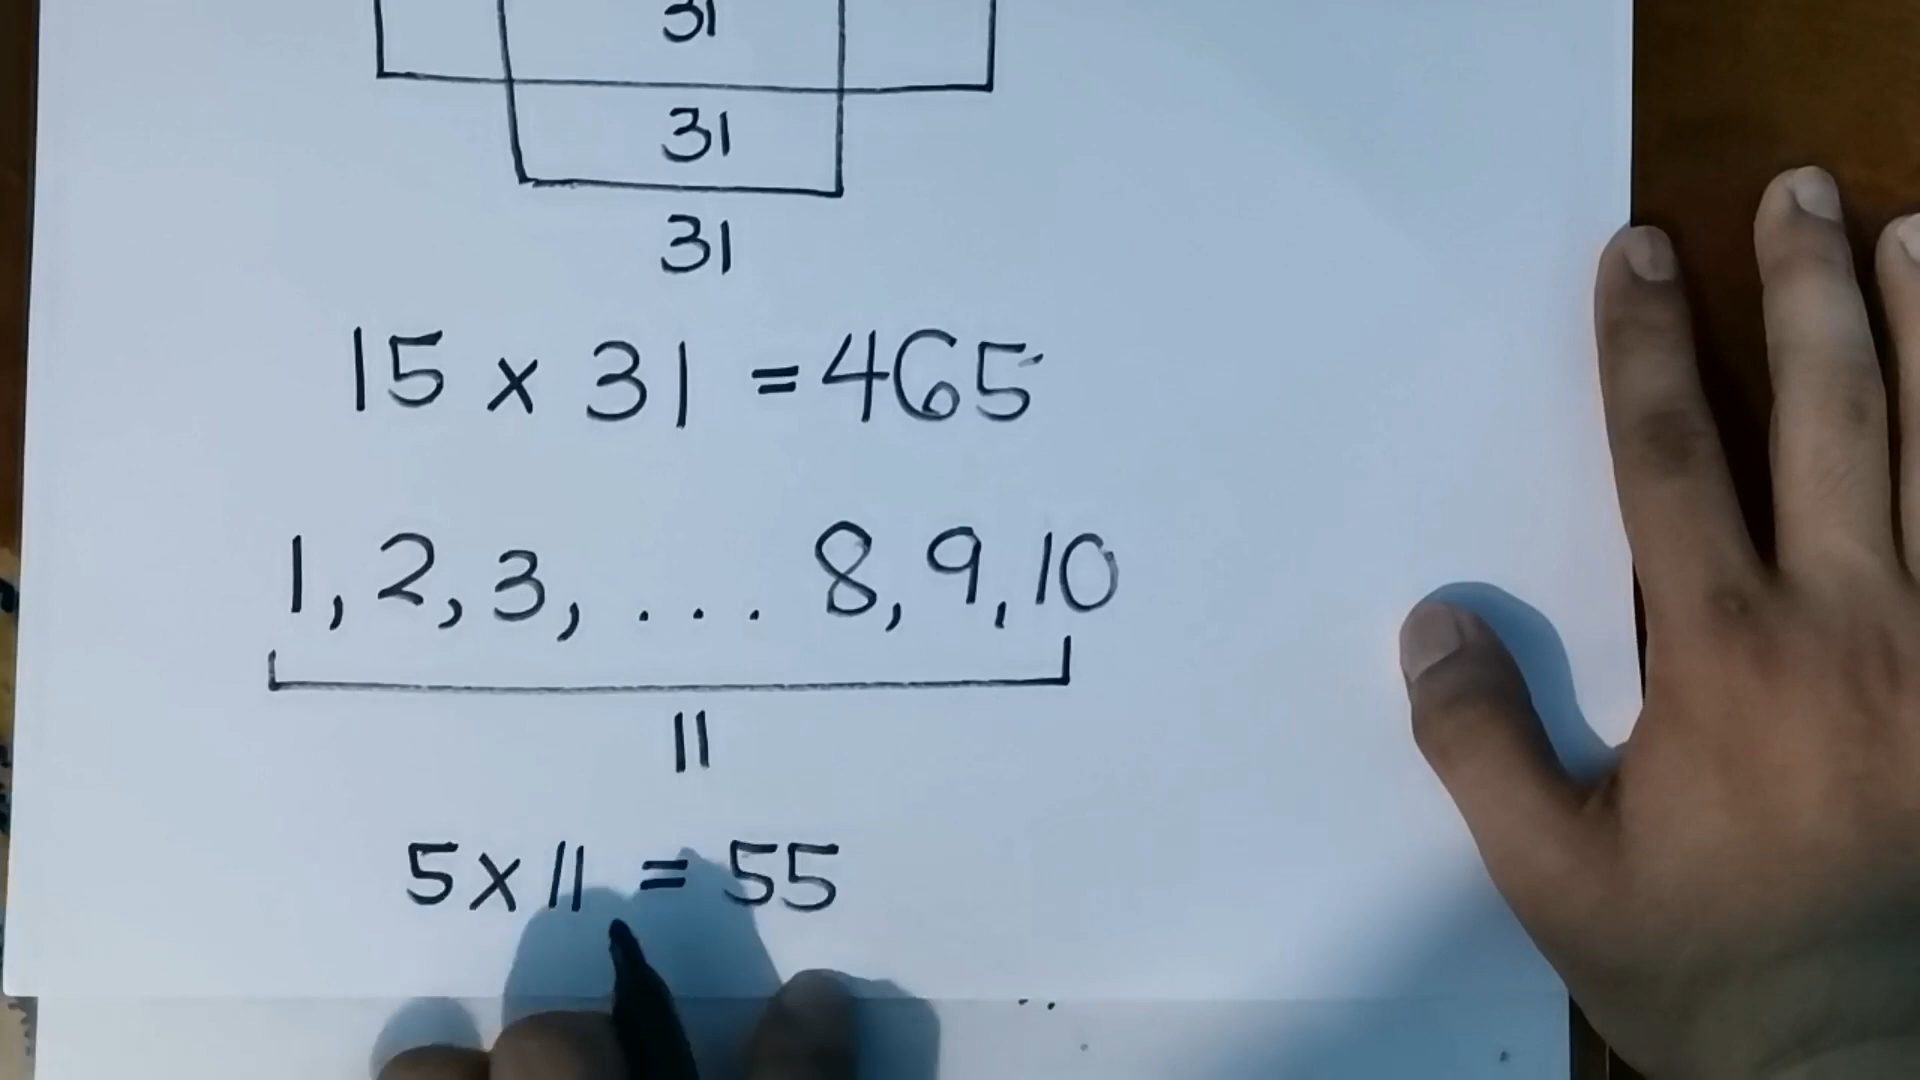 31
31
31
15 x 31 = 465
1, 2, 3, ... 8, 9, 10
11
5 x 11 = 55